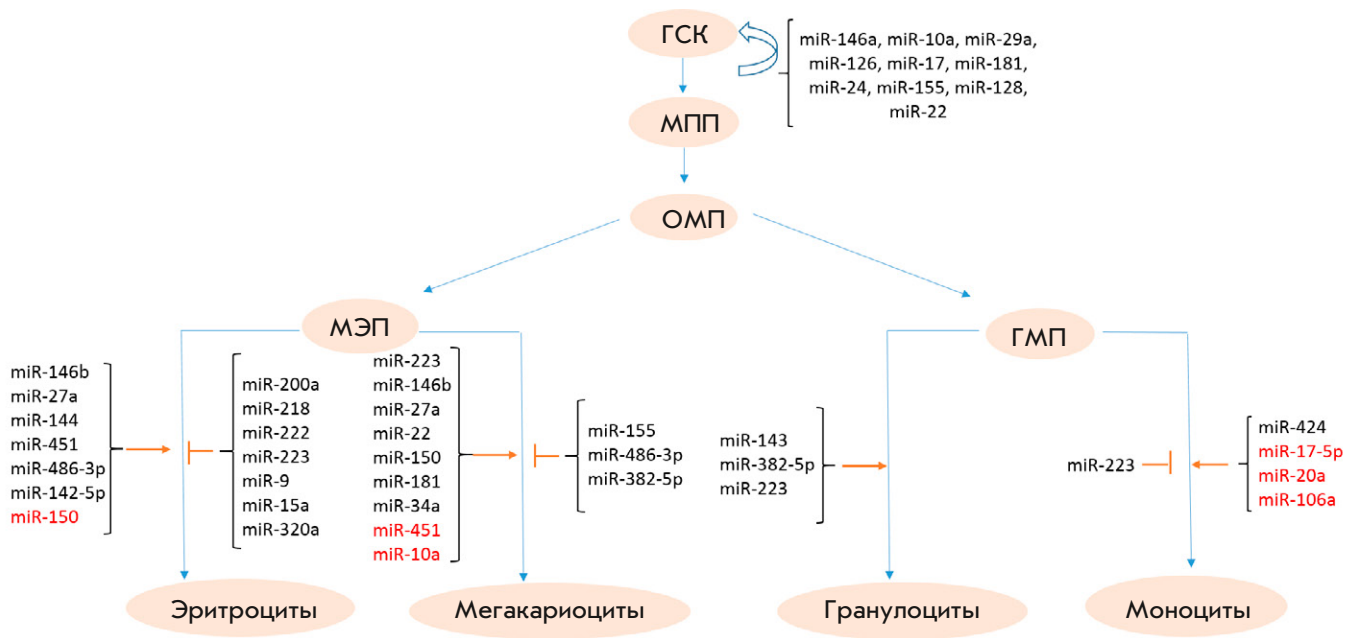 ГСК
miR-146a, miR-10a, miR-29a,
miR-126, miR-17, miR-181,
miR-24, miR-155, miR-128,
miR-22
МПП
ОМП
МЭП
ГМП
miR-146b
miR-27a
miR-144
miR-451
miR-486-3p
miR-142-5p
miR-150
miR-200a
miR-218
miR-222
miR-223
miR-9
miR-15a
miR-320a
miR-223
miR-146b
miR-27a
miR-22
miR-150
miR-181
miR-34a
miR-451
miR-10a
miR-155
miR-486-3p
miR-382-5p
miR-143
miR-382-5p
miR-223
miR-223
miR-424
miR-17-5p
miR-20a
miR-106a
Эритроциты
Мегакариоциты
Гранулоциты
Моноциты